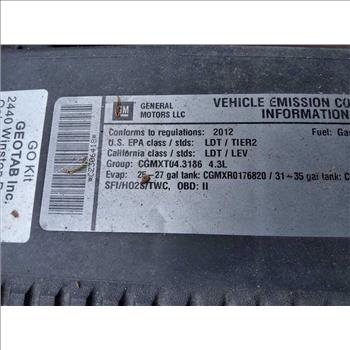 GM
GENERAL
MOTORS LLC
VEHICLE EMISSION CO
INFORMATION
Conforms to regulations: 2012
Fuel: Gas
U.S. EPA class / stds: LDT / TIER2
California class / stds: LDT / LEV
Group: CGMXT04.3186 4.3L
Evap: 25-27 gal tank: CGMXR0176820 / 31~35 gal tank: C
SFI/HO2S/TWC, OBD: II
GO Kit
GEOTAB Inc.
2440 Winston